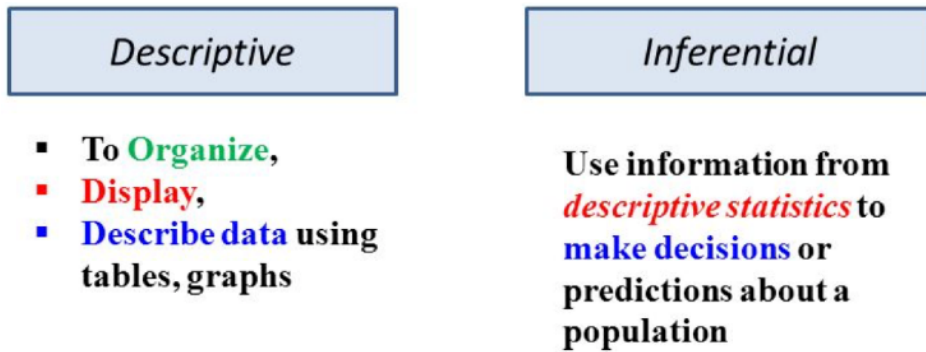 Descriptive
▪ To Organize,
▪ Display,
▪ Describe data using
tables, graphs
Inferential
Use information from
descriptive statistics to
make decisions or
predictions about a
population